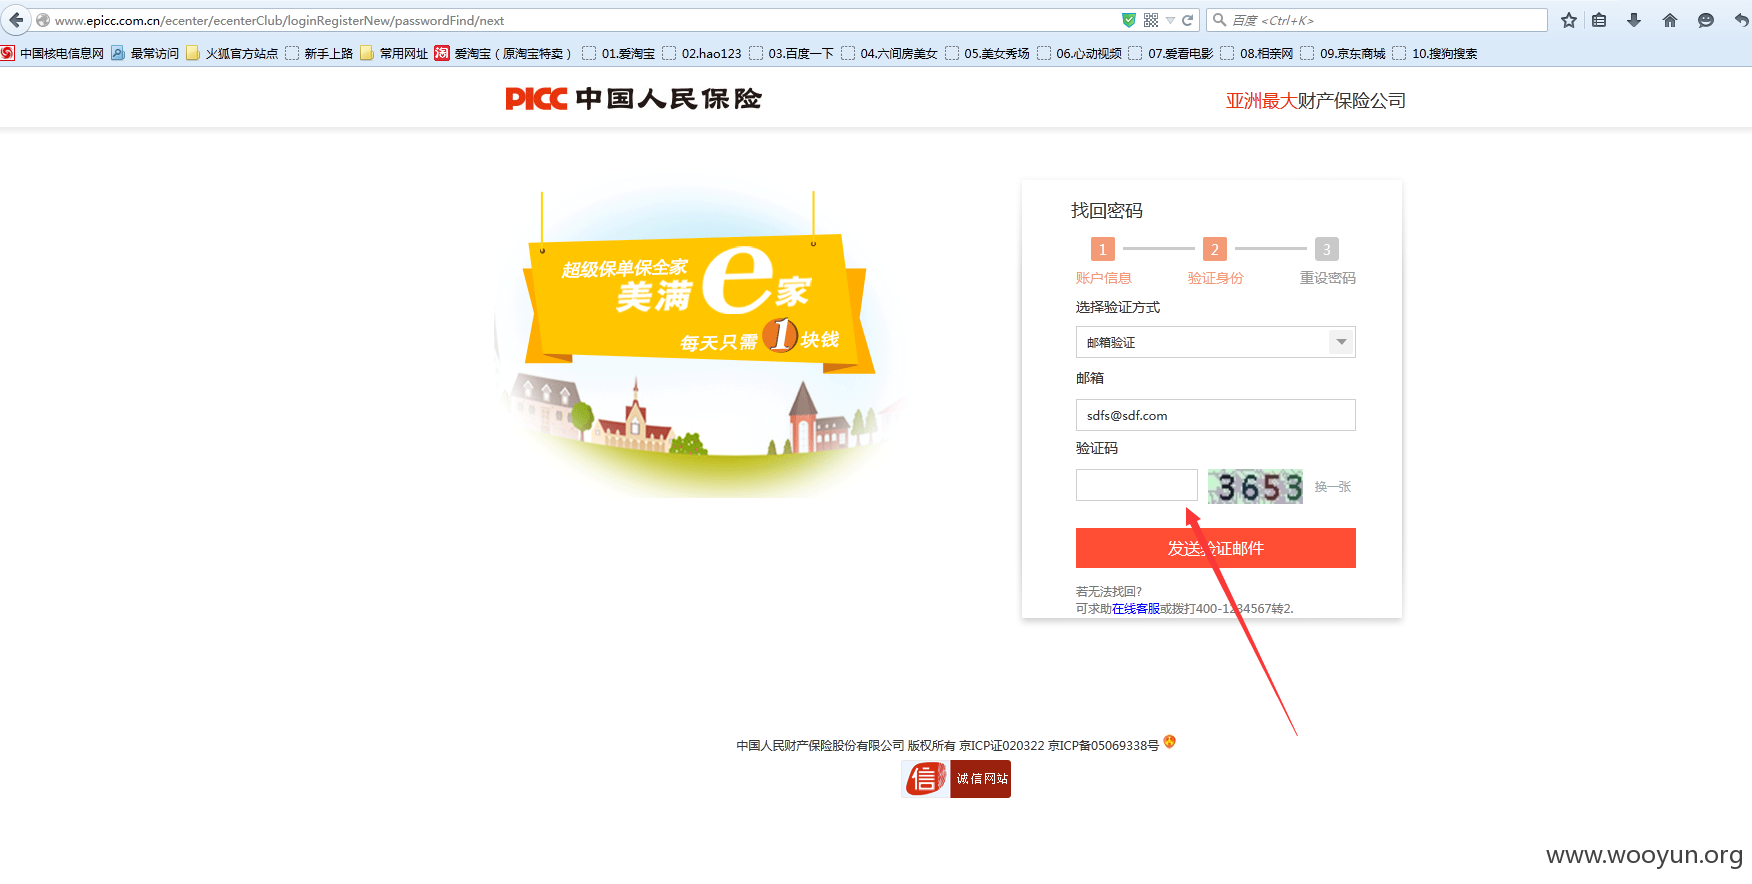 www.epicc.com.cn/ecenter/ecenterClub/loginRegisterNew/passwordFind/next
百度 <Ctrl+K>
中国核电信息网 最常访问 火狐官方站点 新手上路 常用网址 淘 爱淘宝（原淘宝特卖） 01.爱淘宝 02.hao123 03.百度一下 04.六间房美女 05.美女秀场 06.心动视频 07.爱看电影 08.相亲网 09.京东商城 10.搜狗搜索
PICC 中国人民保险
亚洲最大财产保险公司
超级保单保全家
美满e家
每天只需1块钱
找回密码
1 2 3
账户信息 验证身份 重设密码
选择验证方式
邮箱验证
邮箱
sdfs@sdf.com
验证码
3653 换一张
发送验证邮件
若无法找回?
可求助在线客服或拨打400-1234567转2.
中国人民财产保险股份有限公司 版权所有 京ICP证020322 京ICP备05069338号
信 诚信网站
www.wooyun.org